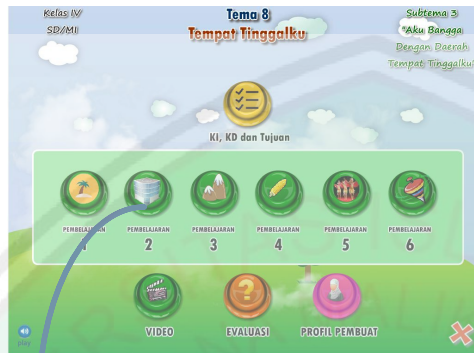 Kelas IV
SD/MI
Tema 8
Tempat Tinggalku
Subtema 3
"Aku Bangga
Dengan Daerah
Tempat Tinggalku"
KI, KD dan Tujuan
PEMBELAJARAN
1
PEMBELAJARAN
2
PEMBELAJARAN
3
PEMBELAJARAN
4
PEMBELAJARAN
5
PEMBELAJARAN
6
VIDEO
EVALUASI
PROFIL PEMBUAT
play